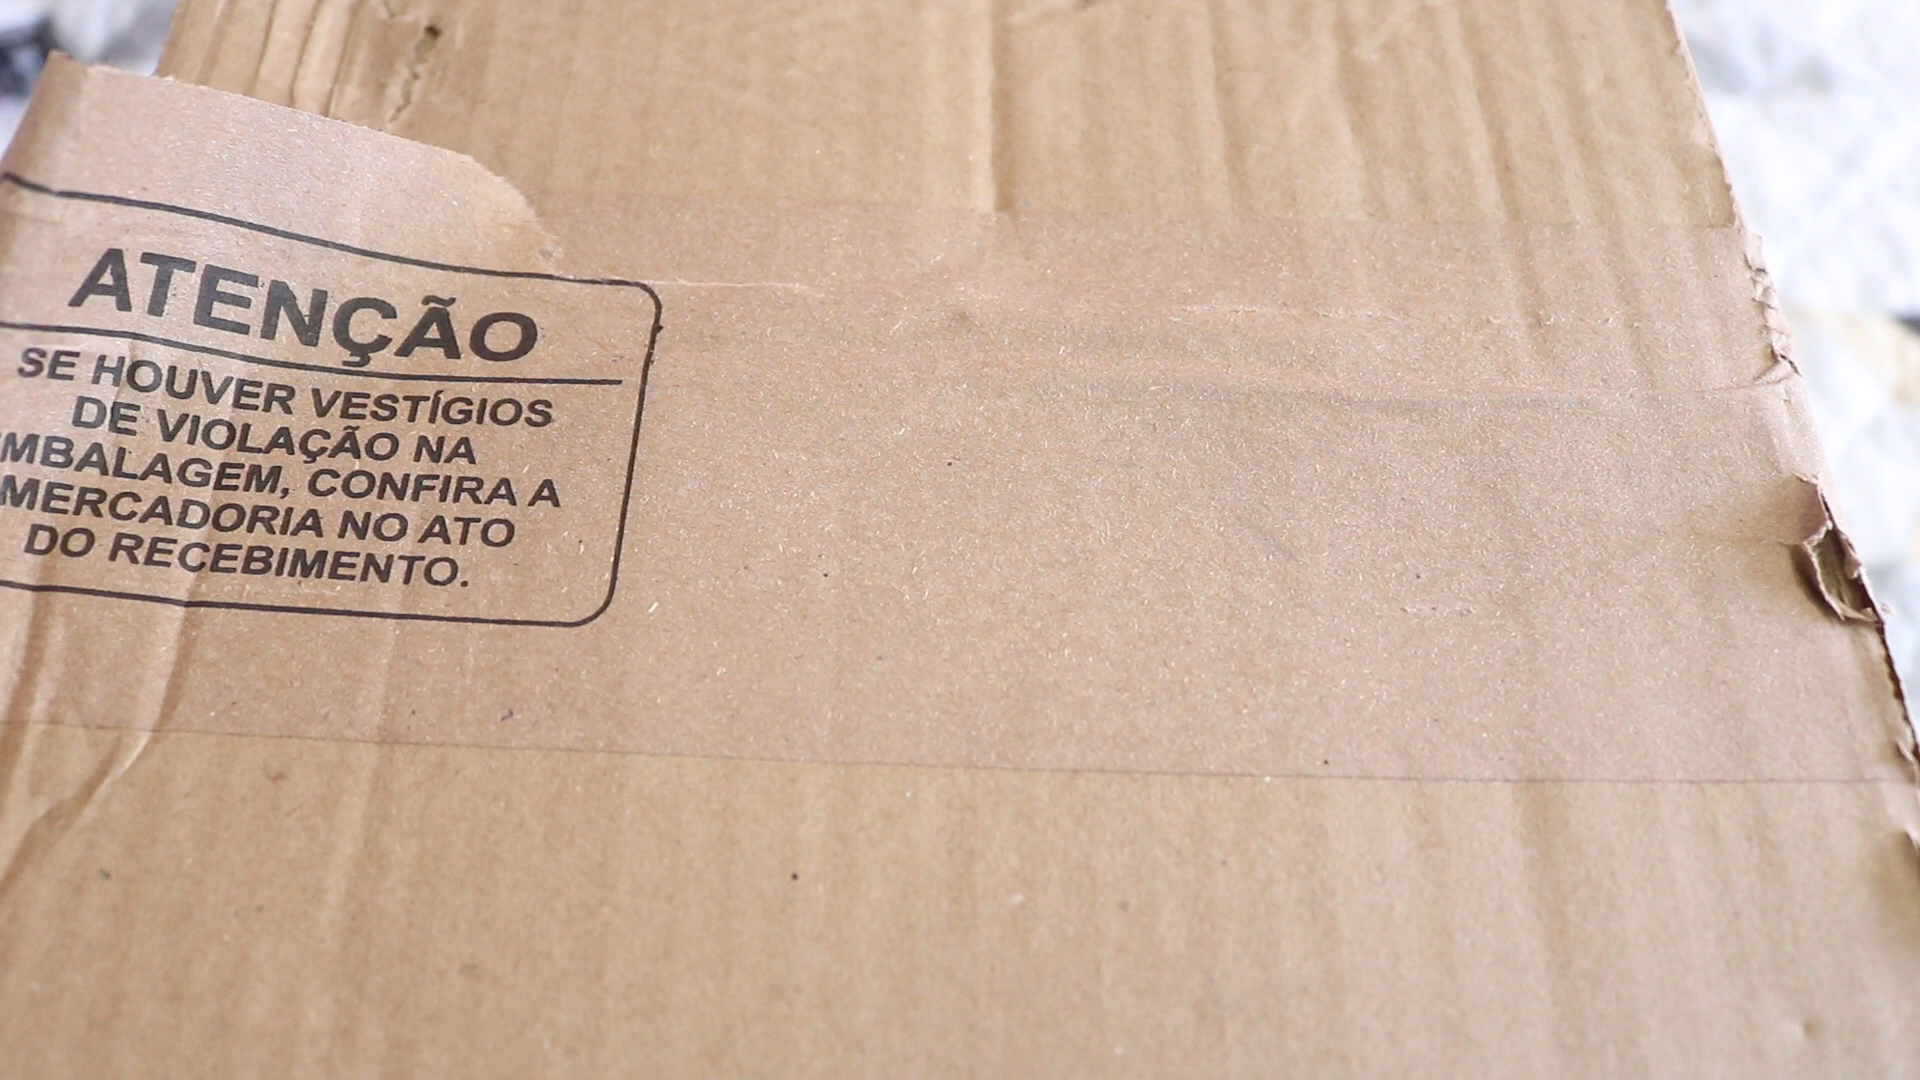 ATENÇÃO
SE HOUVER VESTÍGIOS
DE VIOLAÇÃO NA
MBALAGEM, CONFIRA A
MERCADORIA NO ATO
DO RECEBIMENTO.